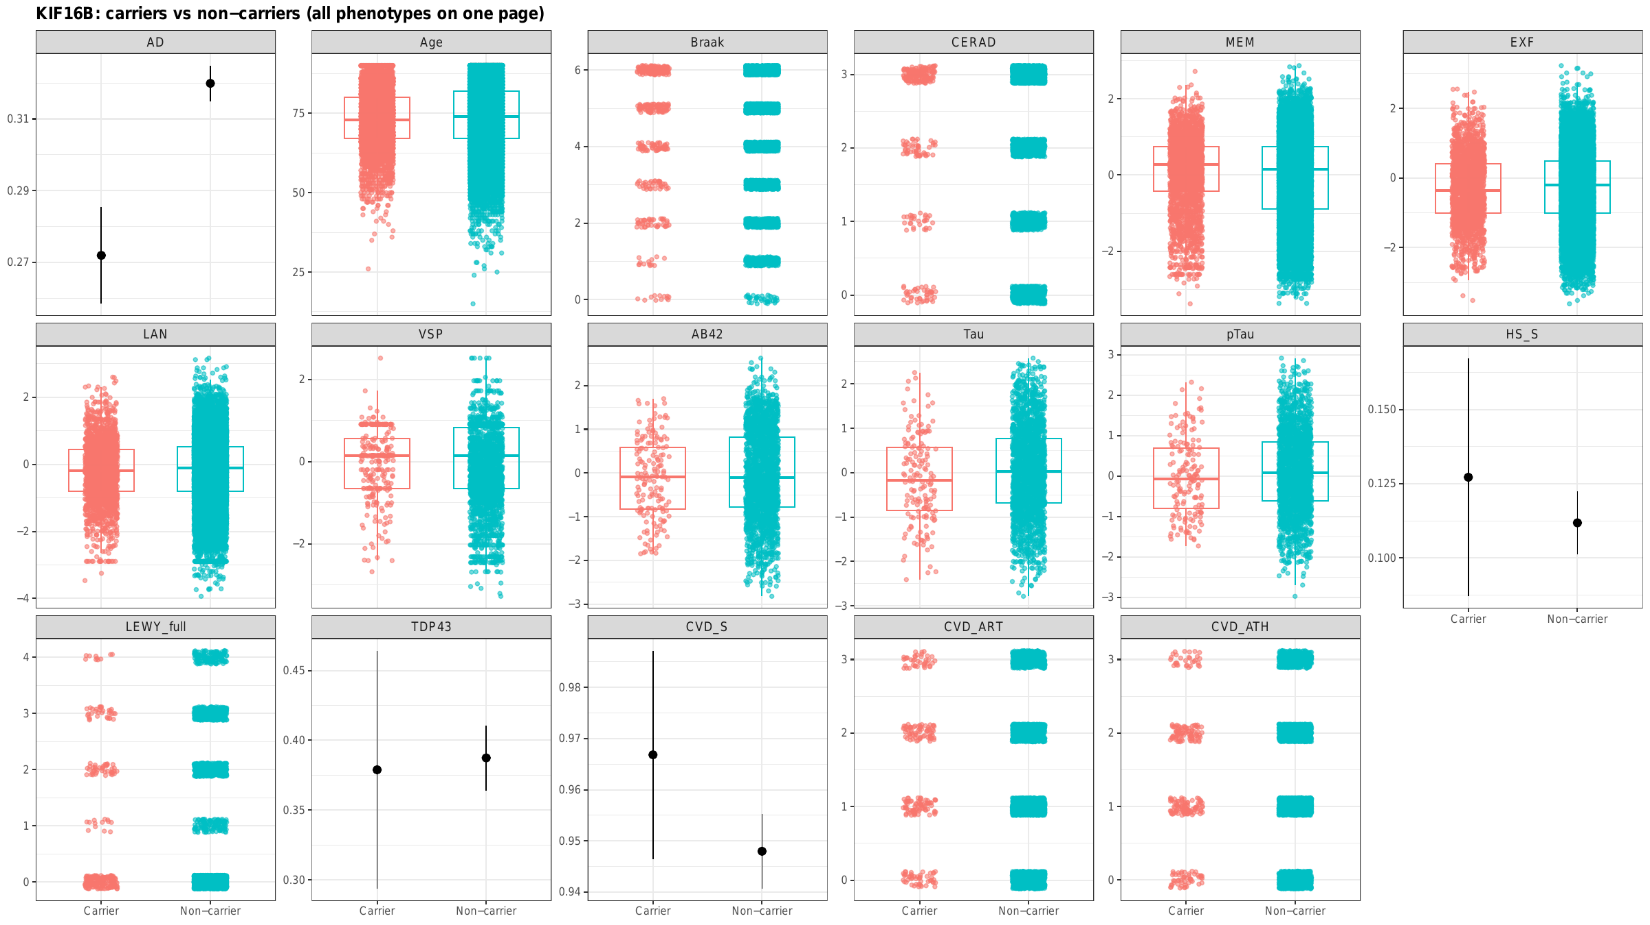 KIF16B: carriers vs non−carriers (all phenotypes on one page)
AD
Age
Braak
CERAD
MEM
EXF
0.31
0.29
0.27
75
50
25
6
4
2
0
3
2
1
0
2
0
−2
2
0
−2
LAN
VSP
AB42
Tau
pTau
HS_S
2
0
−2
−4
2
0
−2
2
1
0
−1
−2
−3
2
1
0
−1
−2
−3
3
2
1
0
−1
−2
−3
0.150
0.125
0.100
Carrier
Non−carrier
LEWY_full
TDP43
CVD_S
CVD_ART
CVD_ATH
4
3
2
1
0
0.45
0.40
0.35
0.30
0.98
0.97
0.96
0.95
0.94
3
2
1
0
3
2
1
0
Carrier
Non−carrier
Carrier
Non−carrier
Carrier
Non−carrier
Carrier
Non−carrier
Carrier
Non−carrier